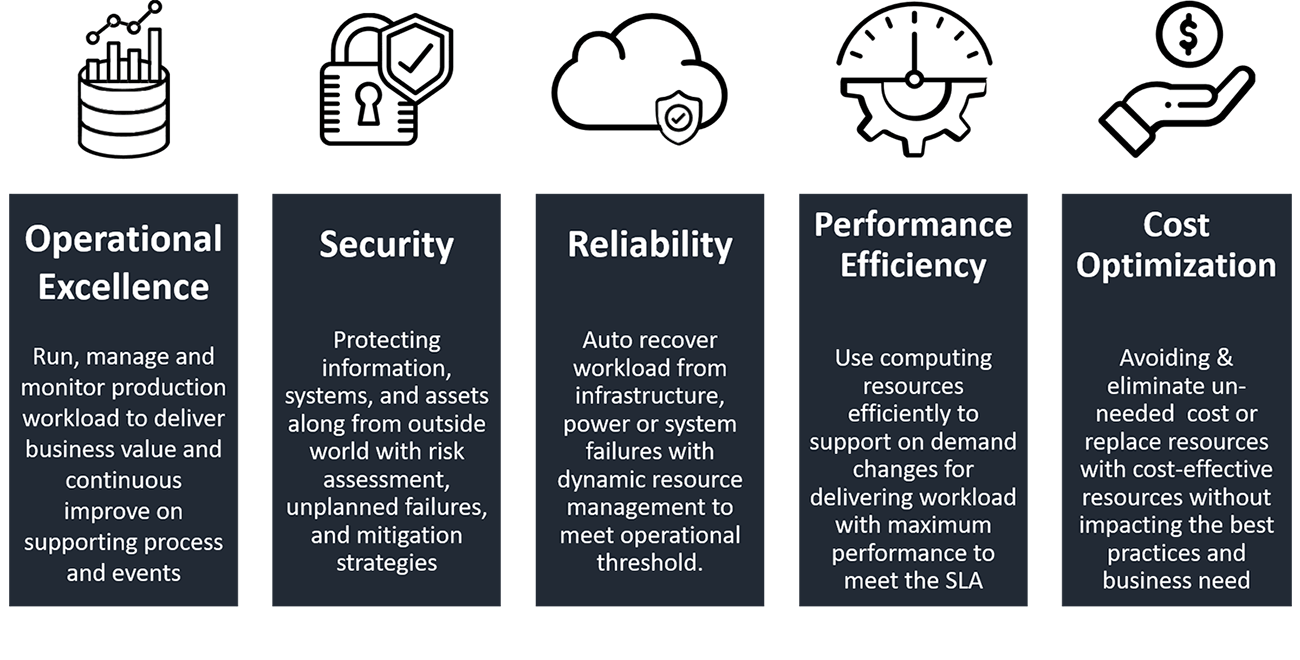 Operational
Excellence
Run, manage and
monitor production
workload to deliver
business value and
continuous
improve on
supporting process
and events
Security
Protecting
information,
systems, and assets
along from outside
world with risk
assessment,
unplanned failures,
and mitigation
strategies
Reliability
Auto recover
workload from
infrastructure,
power or system
failures with
dynamic resource
management to
meet operational
threshold.
Performance
Efficiency
Use computing
resources
efficiently to
support on demand
changes for
delivering workload
with maximum
performance to
meet the SLA
$
Cost
Optimization
Avoiding &
eliminate un-
needed  cost or
replace resources
with cost-effective
resources without
impacting the best
practices and
business need